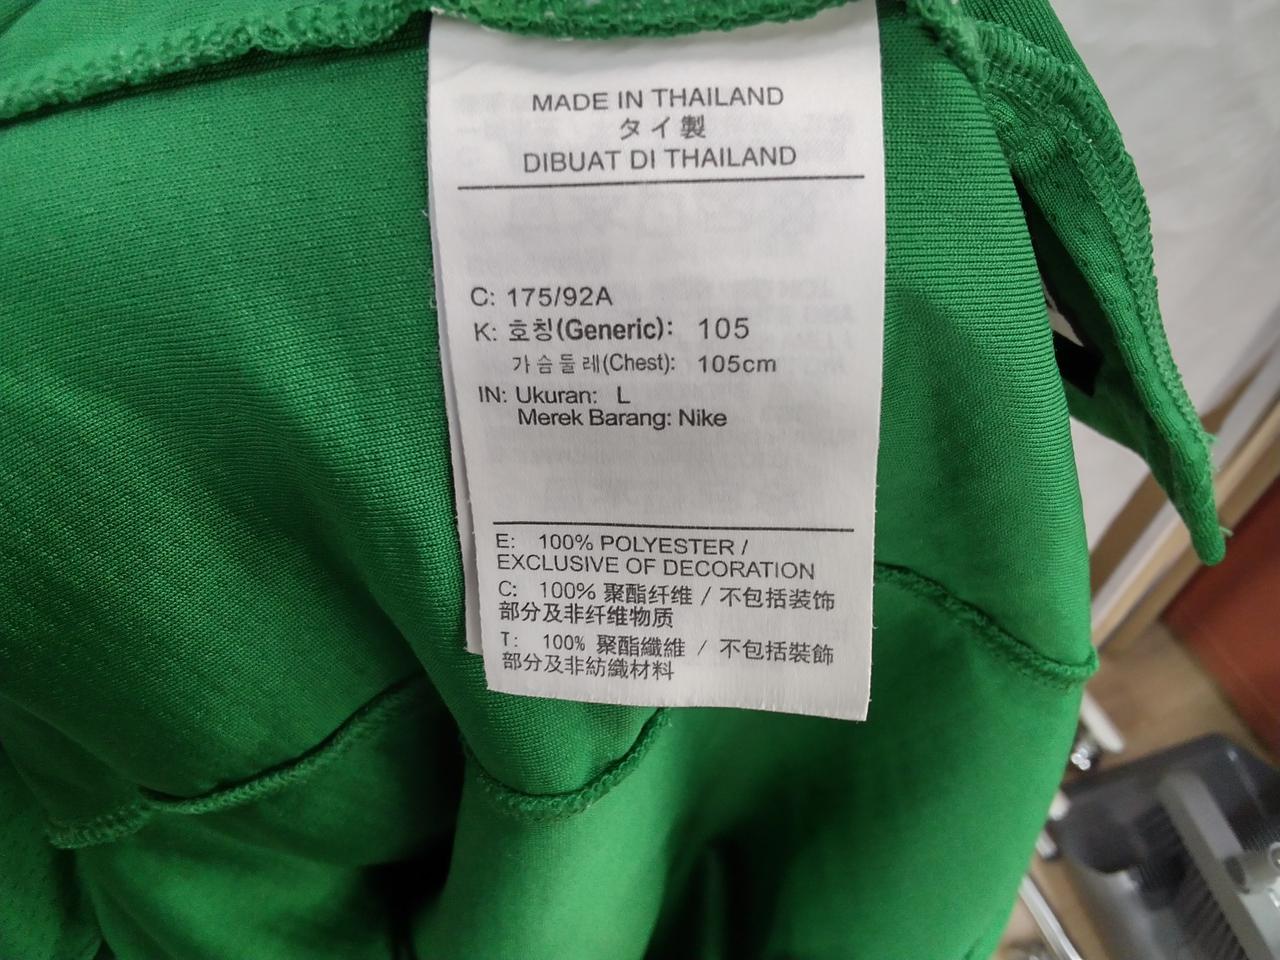 MADE IN THAILAND
タイ製
DIBUAT DI THAILAND
C: 175/92A
K: 호칭(Generic): 105
가슴둘레(Chest): 105cm
IN: Ukuran: L
Merek Barang: Nike
E: 100% POLYESTER /
EXCLUSIVE OF DECORATION
C: 100% 聚酯纤维 / 不包括装饰
部分及非纤维物质
T: 100% 聚酯纖維 / 不包括裝飾
部分及非紡織材料